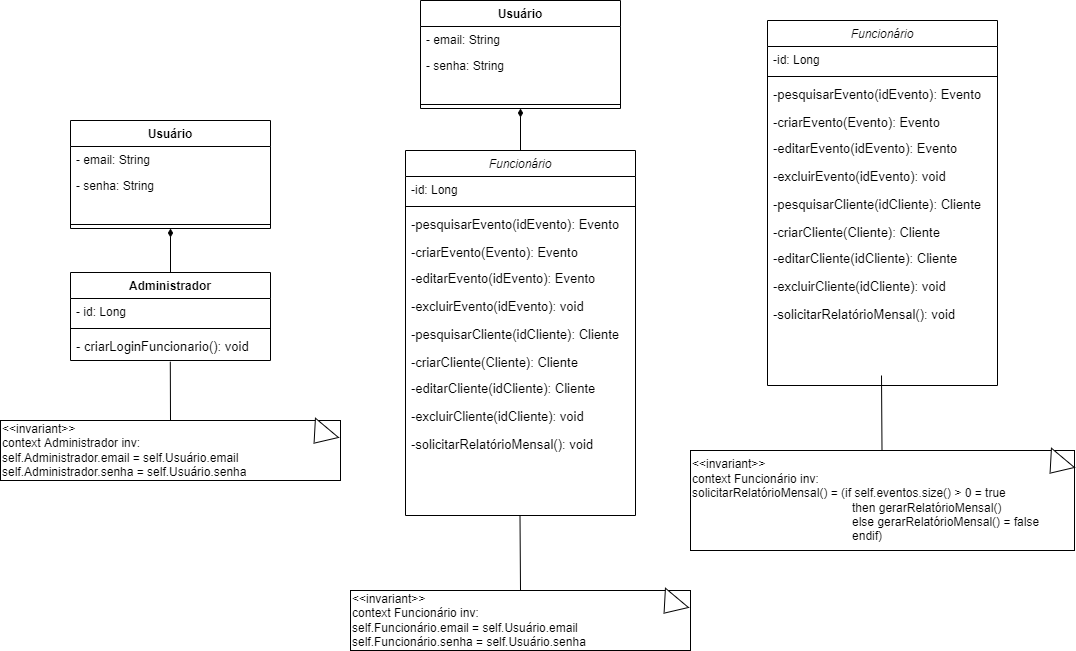 Usuário
- email: String
- senha: String
Administrador
- id: Long
- criarLoginFuncionario(): void
<<invariant>>
context Administrador inv:
self.Administrador.email = self.Usuário.email
self.Administrador.senha = self.Usuário.senha
Usuário
- email: String
- senha: String
Funcionário
-id: Long
-pesquisarEvento(idEvento): Evento
-criarEvento(Evento): Evento
-editarEvento(idEvento): Evento
-excluirEvento(idEvento): void
-pesquisarCliente(idCliente): Cliente
-criarCliente(Cliente): Cliente
-editarCliente(idCliente): Cliente
-excluirCliente(idCliente): void
-solicitarRelatórioMensal(): void
<<invariant>>
context Funcionário inv:
self.Funcionário.email = self.Usuário.email
self.Funcionário.senha = self.Usuário.senha
Funcionário
-id: Long
-pesquisarEvento(idEvento): Evento
-criarEvento(Evento): Evento
-editarEvento(idEvento): Evento
-excluirEvento(idEvento): void
-pesquisarCliente(idCliente): Cliente
-criarCliente(Cliente): Cliente
-editarCliente(idCliente): Cliente
-excluirCliente(idCliente): void
-solicitarRelatórioMensal(): void
<<invariant>>
context Funcionário inv:
solicitarRelatórioMensal() = (if self.eventos.size() > 0 = true
then gerarRelatórioMensal()
else gerarRelatórioMensal() = false
endif)